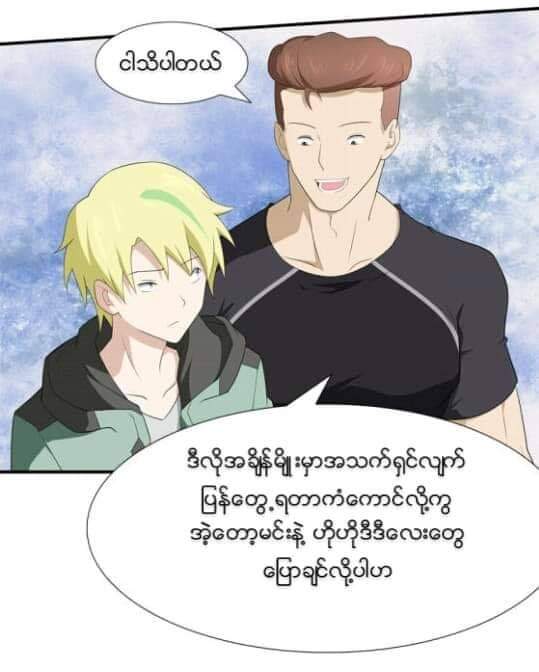 ငါသိပါတယ်
ဒီလိုအချိန်မျိုးမှာအသက်ရှင်လျက်
ပြန်တွေ့ရတာကံကောင်လို့ကွ
အဲ့တော့မင်းနဲ့ ဟိုဟိုဒီဒီလေးတွေ
ပြောချင်လို့ပါဟ